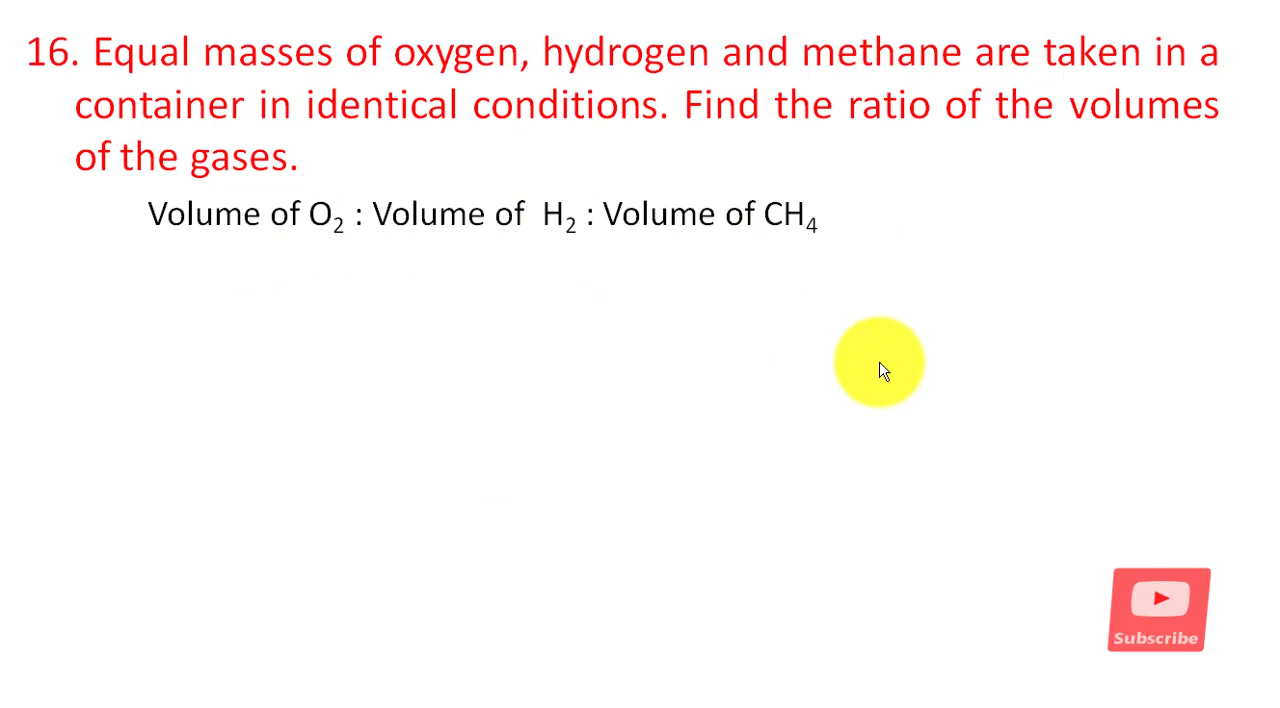 16. Equal masses of oxygen, hydrogen and methane are taken in a
container in identical conditions. Find the ratio of the volumes
of the gases.
Volume of O₂ : Volume of H₂ : Volume of CH₄
Subscribe